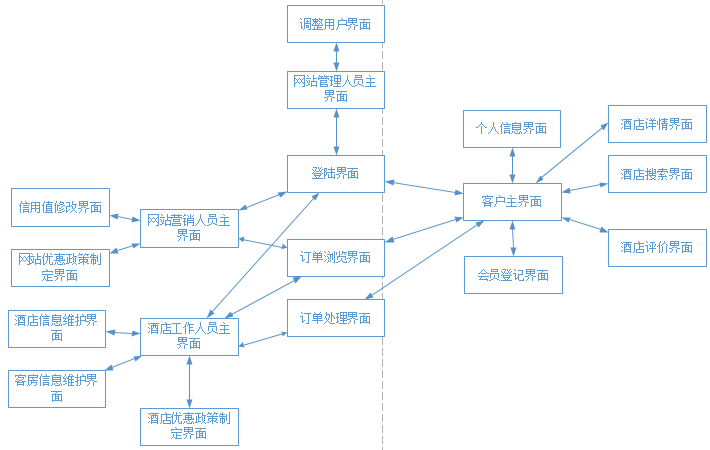 调整用户界面
网站管理人员主
界面
个人信息界面
酒店详情界面
登陆界面
酒店搜索界面
信用值修改界面
网站营销人员主
界面
客户主界面
网站优惠政策制
定界面
订单浏览界面
酒店评价界面
会员登记界面
酒店信息维护界
面
酒店工作人员主
界面
订单处理界面
客房信息维护界
面
酒店优惠政策制
定界面